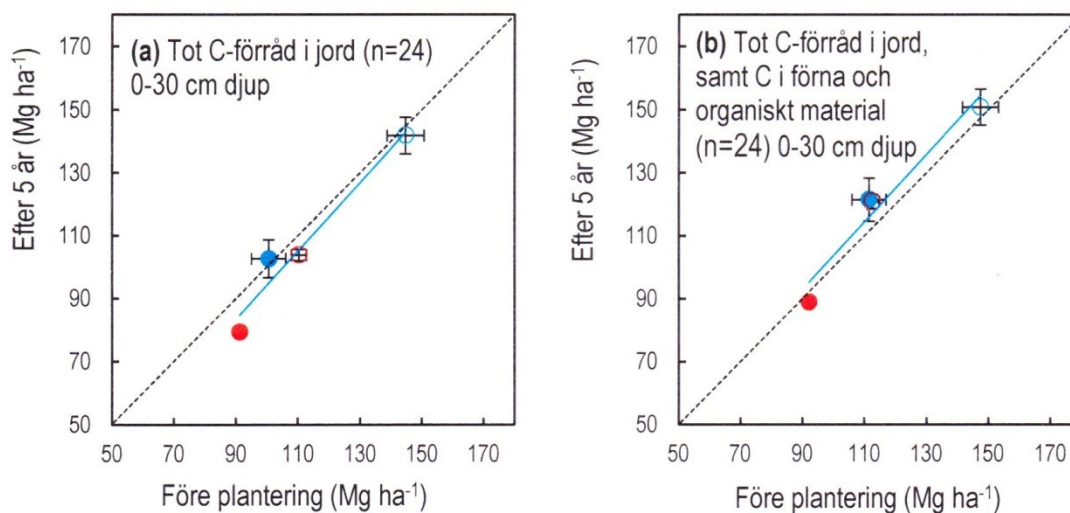 (a) Tot C-förråd i jord (n=24)
0-30 cm djup
Efter 5 år (Mg ha-1)
170
150
130
110
90
70
50
50 70 90 110 130 150 170
Före plantering (Mg ha-1)
(b) Tot C-förråd i jord,
samt C i förna och
organiskt material
(n=24) 0-30 cm djup
Efter 5 år (Mg ha-1)
170
150
130
110
90
70
50
50 70 90 110 130 150 170
Före plantering (Mg ha-1)